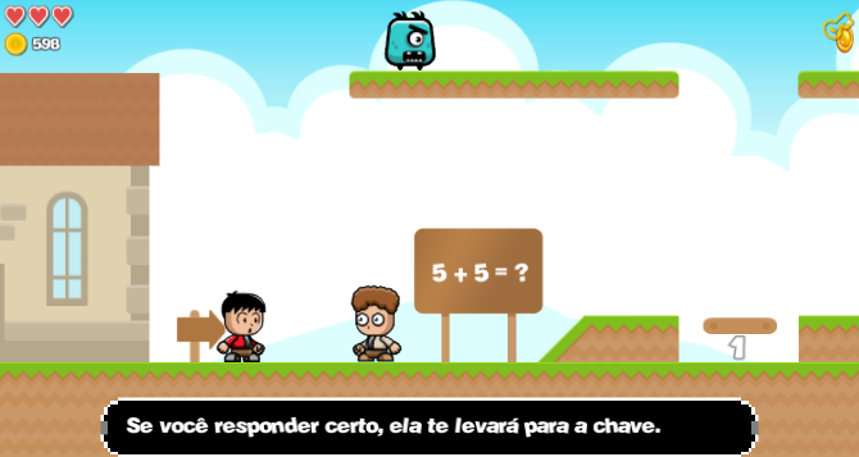 598
5 + 5 = ?
1
Se você responder certo, ela te levará para a chave.